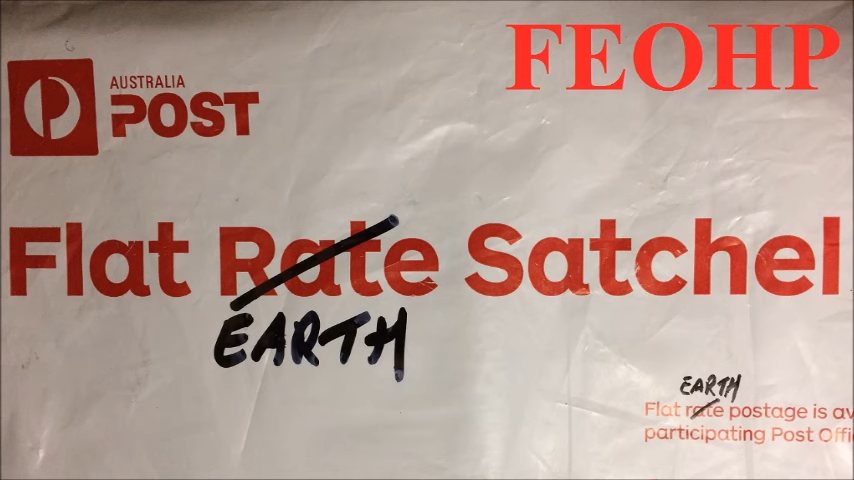 FEOHP
AUSTRALIA
POST
Flat Rate Satchel
EARTH
EARTH
Flat rate postage is av
participating Post Offi